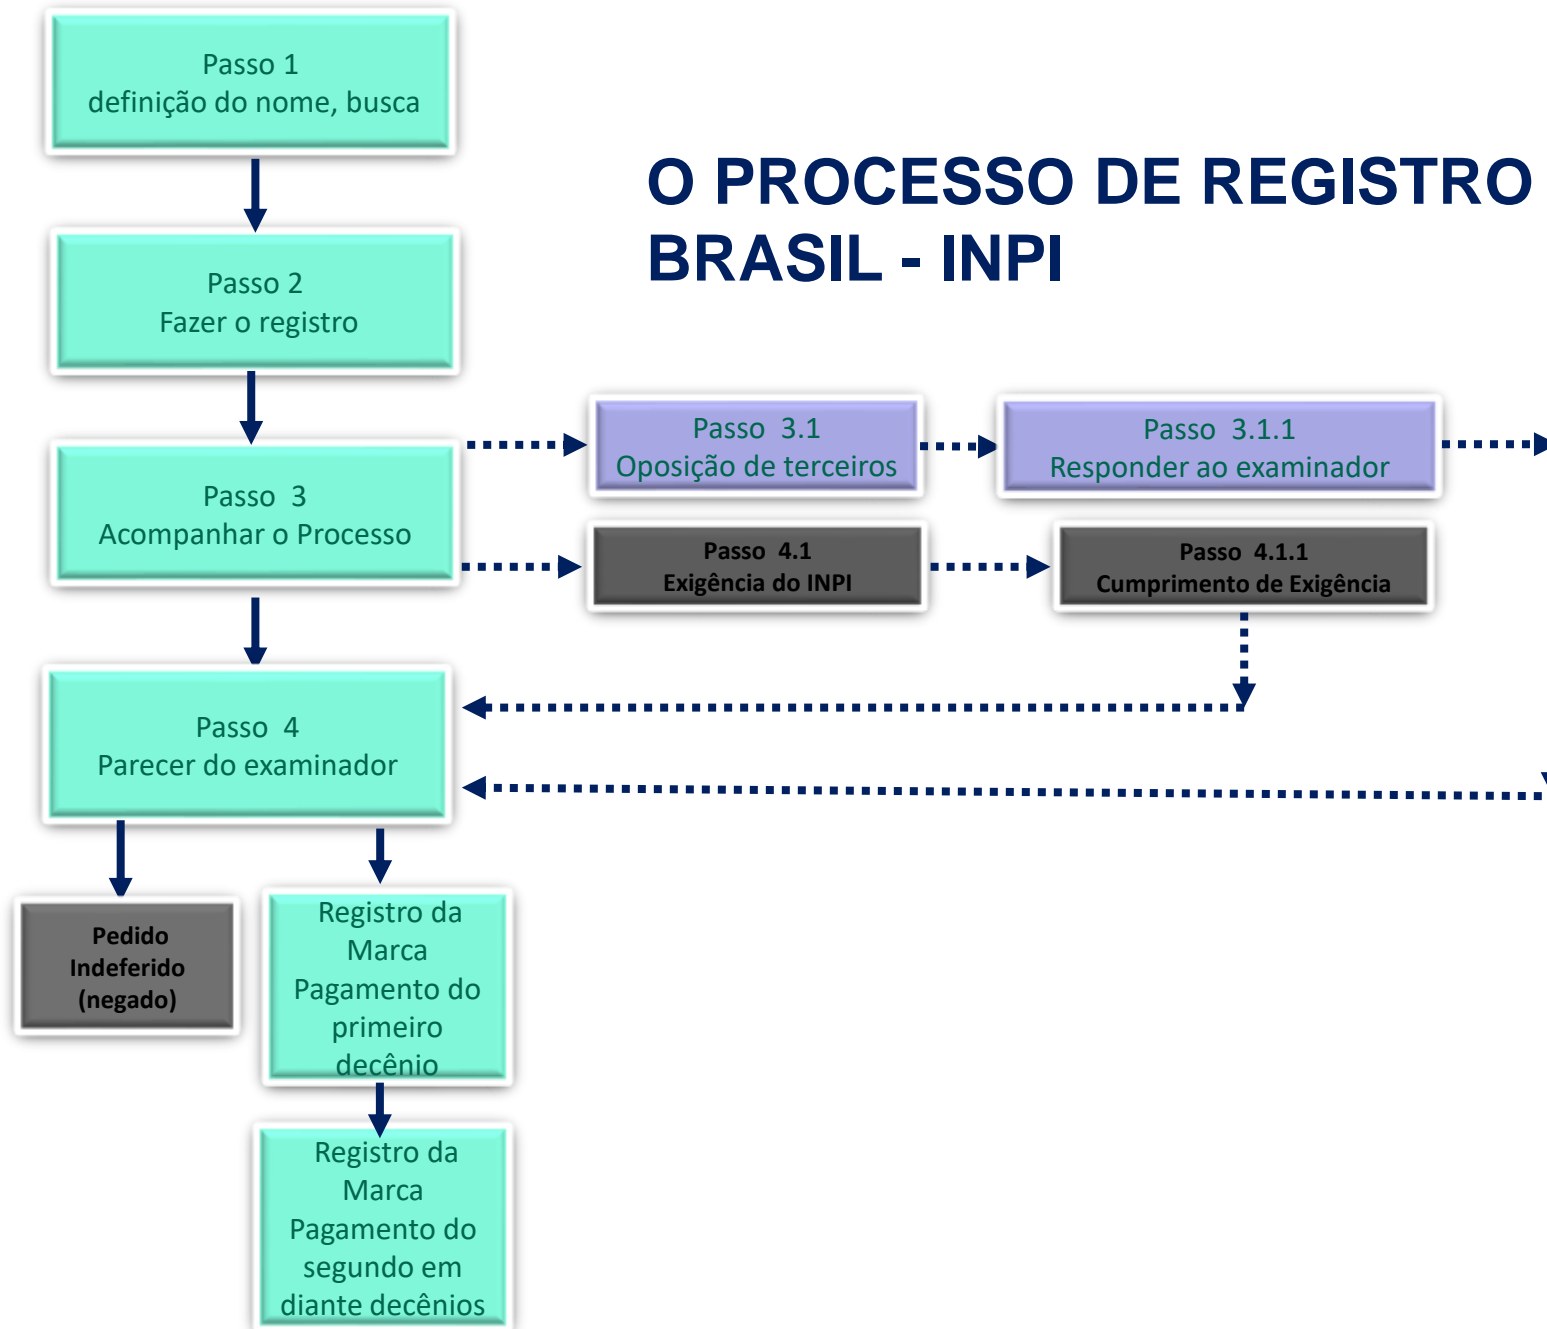 Passo 1
definição do nome, busca
O PROCESSO DE REGISTRO
BRASIL - INPI
Passo 2
Fazer o registro
Passo 3
Acompanhar o Processo
Passo 3.1
Oposição de terceiros
Passo 3.1.1
Responder ao examinador
Passo 4.1
Exigência do INPI
Passo 4.1.1
Cumprimento de Exigência
Passo 4
Parecer do examinador
Pedido
Indeferido
(negado)
Registro da
Marca
Pagamento do
primeiro
decênio
Registro da
Marca
Pagamento do
segundo em
diante decênios